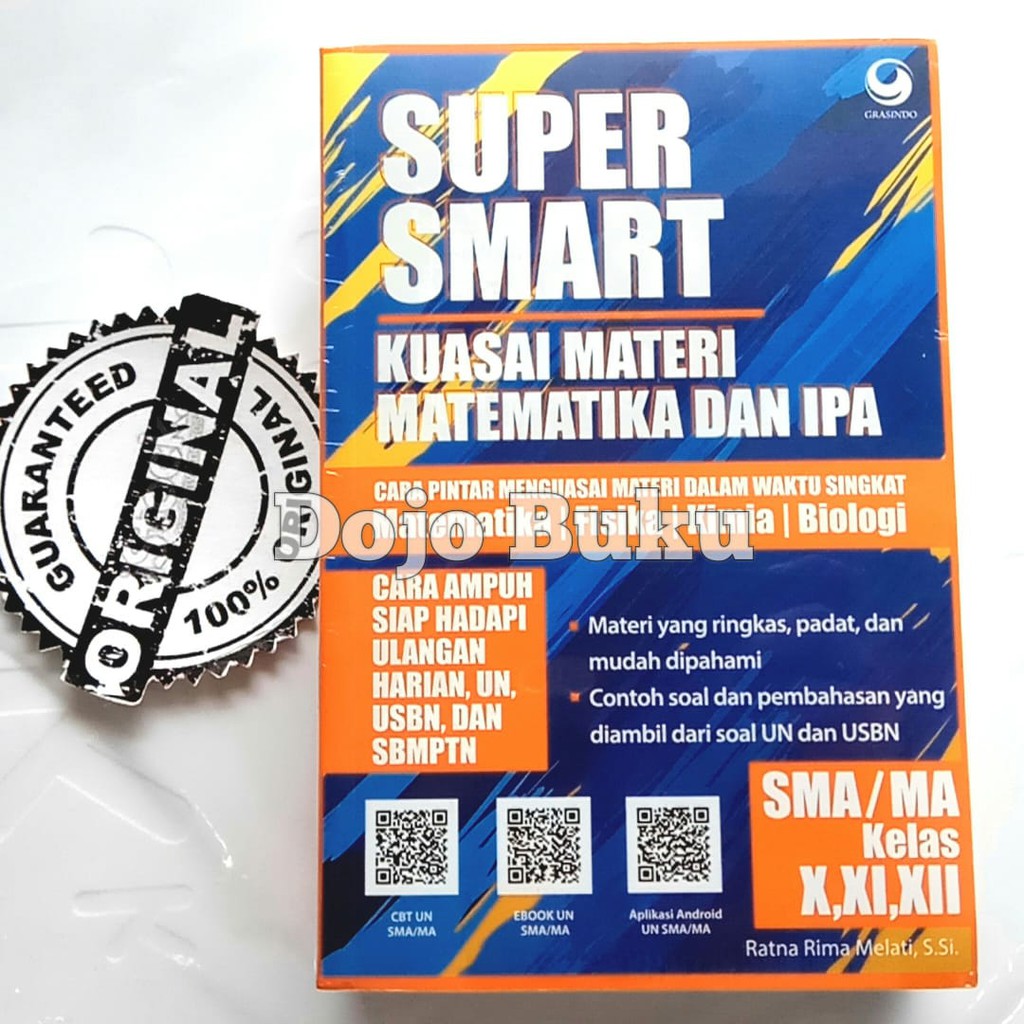 GRASINDO
SUPER
SMART
KUASAI MATERI
MATEMATIKA DAN IPA
CARA PINTAR MENGUASAI MATERI DALAM WAKTU SINGKAT
Matematika | Fisika | Kimia | Biologi
Dojo Buku
CARA AMPUH
SIAP HADAPI
ULANGAN
HARIAN, UN,
USBN, DAN
SBMPTN
▪ Materi yang ringkas, padat, dan
mudah dipahami
▪ Contoh soal dan pembahasan yang
diambil dari soal UN dan USBN
CBT UN
SMA/MA
EBOOK UN
SMA/MA
Aplikasi Android
UN SMA/MA
SMA/MA
Kelas
X,XI,XII
Ratna Rima Melati, S.Si.
GUARANTEED
ORIGINAL
100% ORIGINAL